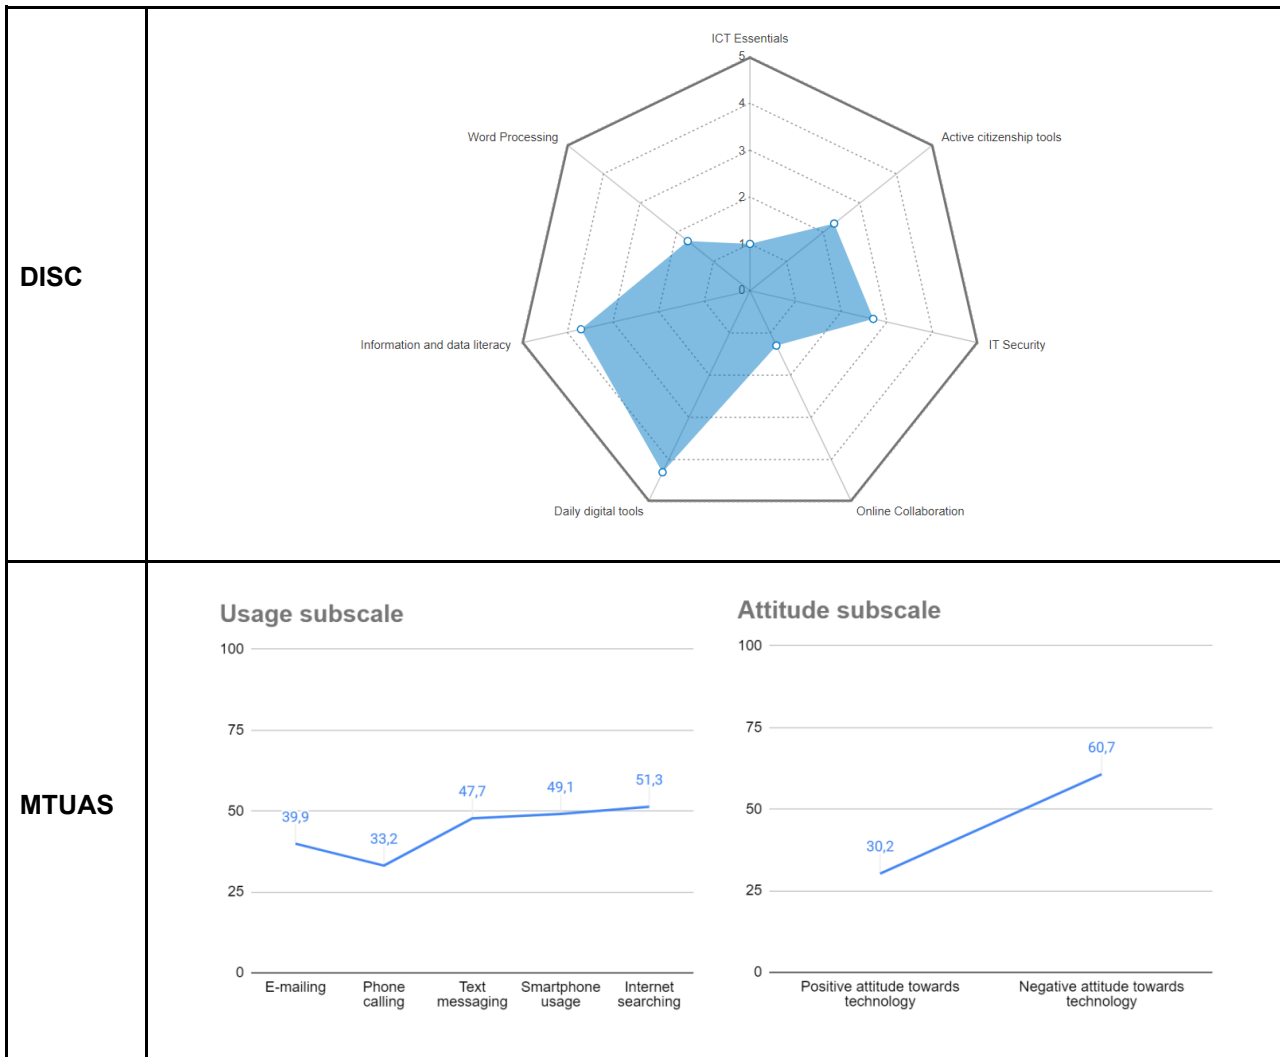 DISC
ICT Essentials
5
4
3
2
1
0
Word Processing
Active citizenship tools
Information and data literacy
IT Security
Daily digital tools
Online Collaboration
MTUAS
Usage subscale
100
75
50
25
0
39,9
33,2
47,7
49,1
51,3
E-mailing
Phone
calling
Text
messaging
Smartphone
usage
Internet
searching
Attitude subscale
100
75
50
25
0
30,2
60,7
Positive attitude towards
technology
Negative attitude towards
technology